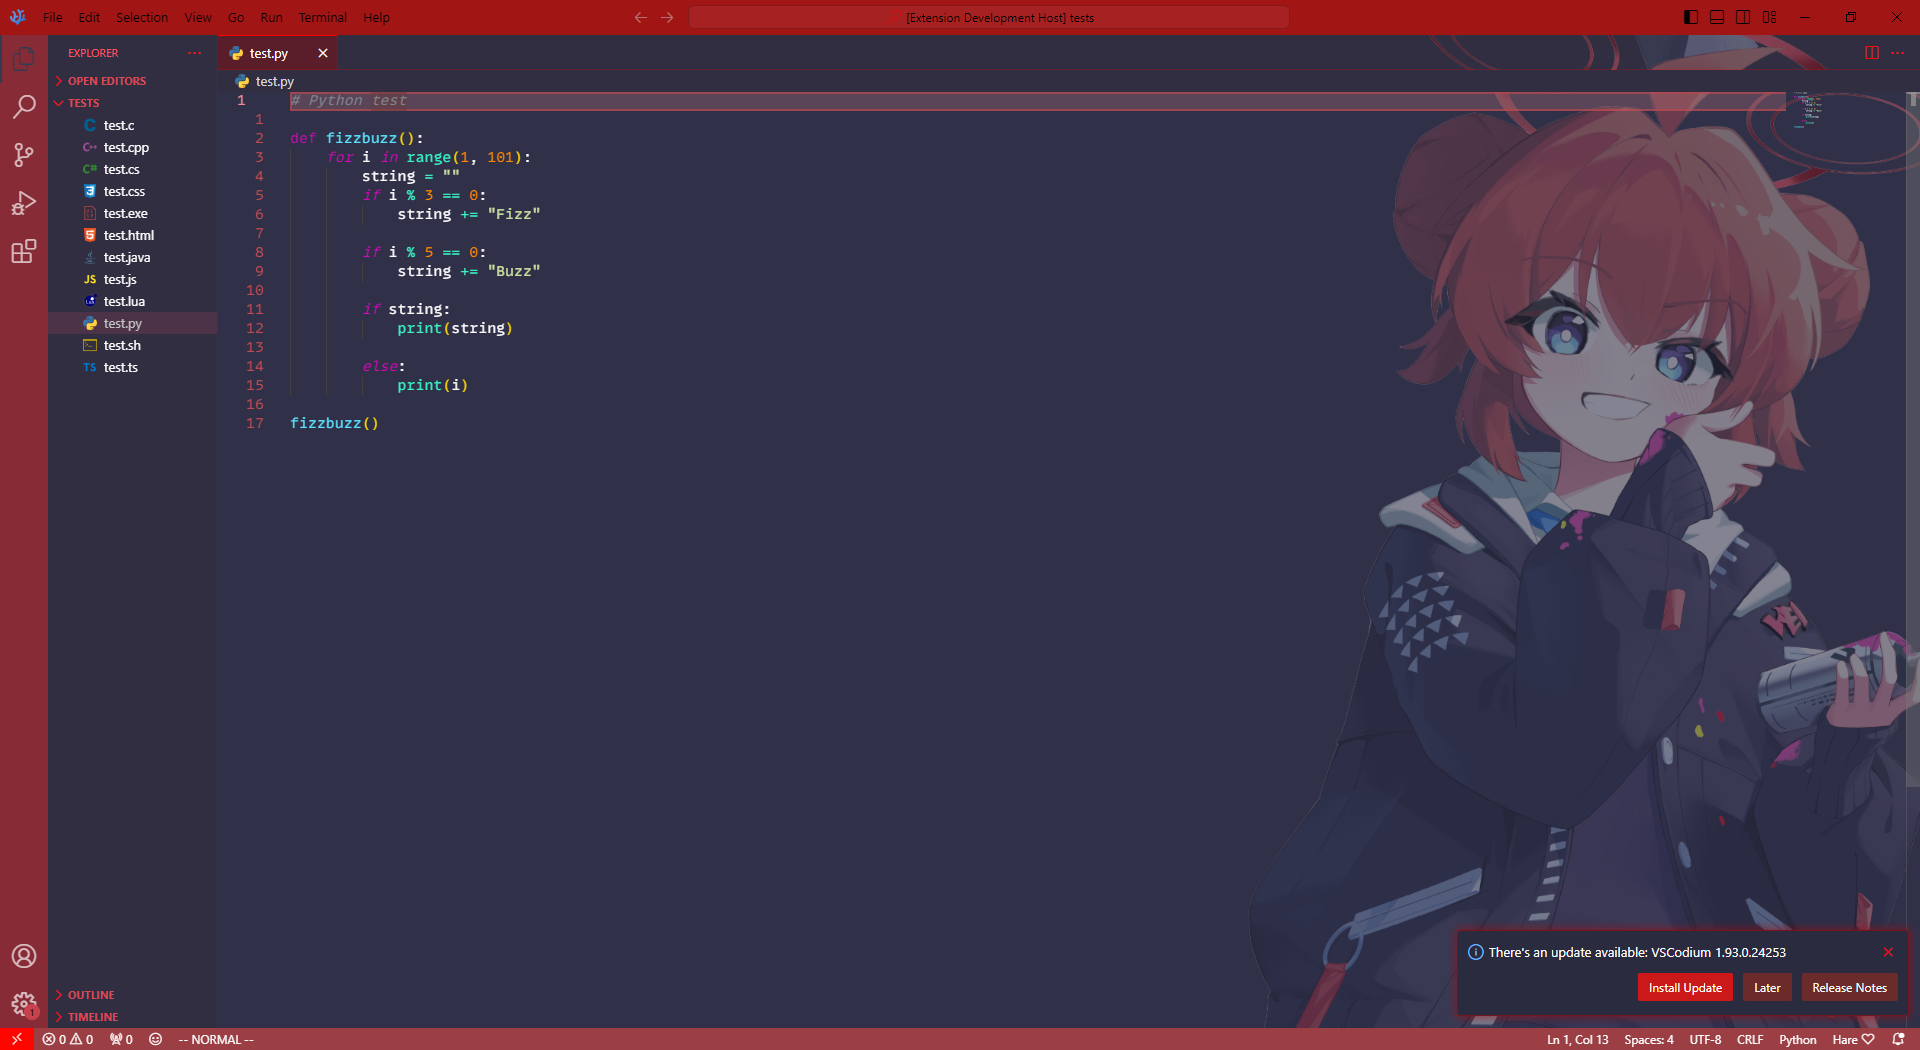 File Edit Selection View Go Run Terminal Help
[Extension Development Host] tests
EXPLORER
OPEN EDITORS
TESTS
C test.c
C++ test.cpp
C# test.cs
test.css
test.exe
test.html
test.java
JS test.js
test.lua
test.py
test.sh
TS test.ts
OUTLINE
TIMELINE
test.py
test.py
1 # Python test
1
2 def fizzbuzz():
3 for i in range(1, 101):
4 string = ""
5 if i % 3 == 0:
6 string += "Fizz"
7
8 if i % 5 == 0:
9 string += "Buzz"
10
11 if string:
12 print(string)
13
14 else:
15 print(i)
16
17 fizzbuzz()
There's an update available: VSCodium 1.93.0.24253
Install Update Later Release Notes
1
0 0 0 -- NORMAL -- Ln 1, Col 13 Spaces: 4 UTF-8 CRLF Python Hare